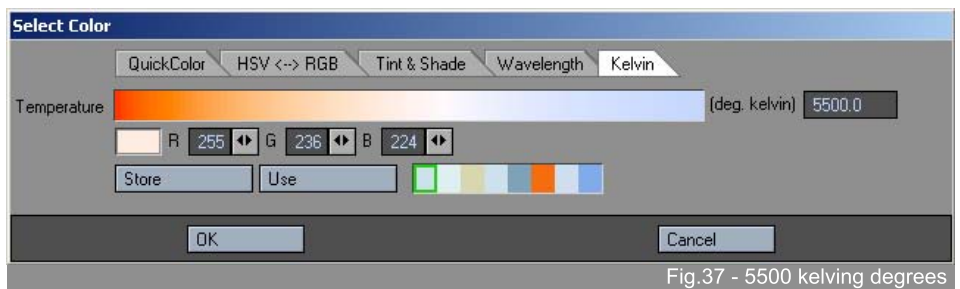 Select Color
QuickColor HSV <--> RGB Tint & Shade Wavelength Kelvin
Temperature (deg. kelvin) 5500.0
R 255 G 236 B 224
Store Use
OK Cancel
Fig.37 - 5500 kelving degrees